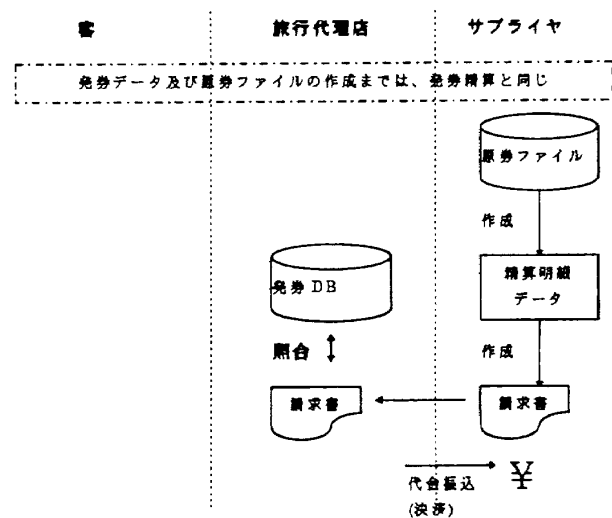 客 旅行代理店 サプライヤ
発券データ及び原券ファイルの作成までは、発券精算と同じ
原券ファイル
作成
精算明細
データ
発券DB
照合
作成
請求書
請求書
代金振込
(決済)
¥